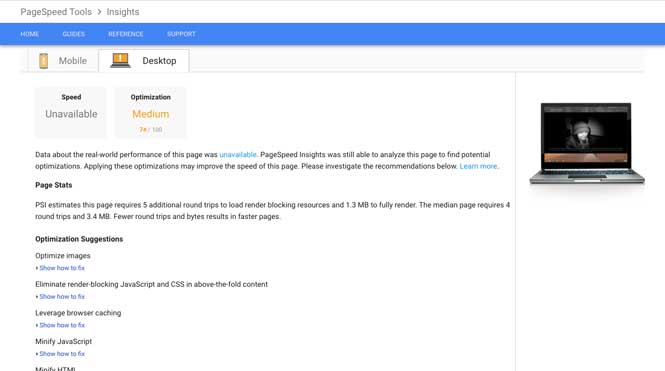 PageSpeed Tools > Insights
HOME GUIDES REFERENCE SUPPORT
Mobile Desktop
Speed
Unavailable
Optimization
Medium
74 / 100
Data about the real-world performance of this page was unavailable. PageSpeed Insights was still able to analyze this page to find potential
optimizations. Applying these optimizations may improve the speed of this page. Please investigate the recommendations below. Learn more.
Page Stats
PSI estimates this page requires 5 additional round trips to load render blocking resources and 1.3 MB to fully render. The median page requires 4
round trips and 3.4 MB. Fewer round trips and bytes results in faster pages.
Optimization Suggestions
Optimize images
Show how to fix
Eliminate render-blocking JavaScript and CSS in above-the-fold content
Show how to fix
Leverage browser caching
Show how to fix
Minify JavaScript
Show how to fix
Minify HTML